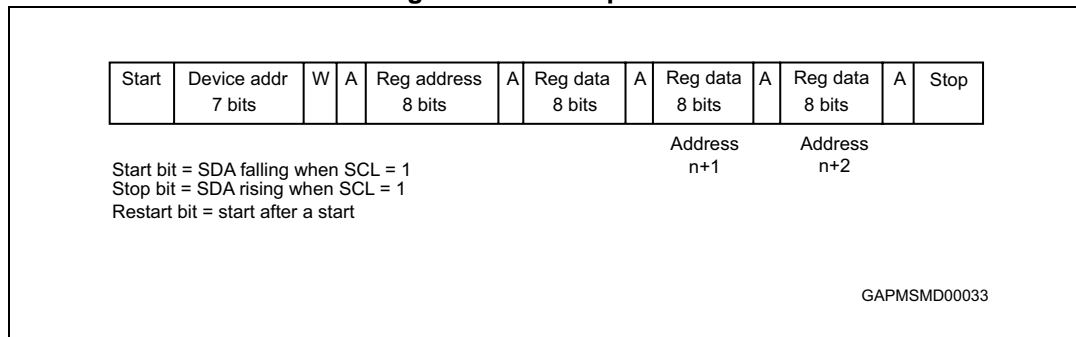 Start Device addr W A Reg address A Reg data A Reg data A Reg data A Stop
7 bits 8 bits 8 bits 8 bits 8 bits
Address Address
n+1 n+2
Start bit = SDA falling when SCL = 1
Stop bit = SDA rising when SCL = 1
Restart bit = start after a start
GAPMSMD00033